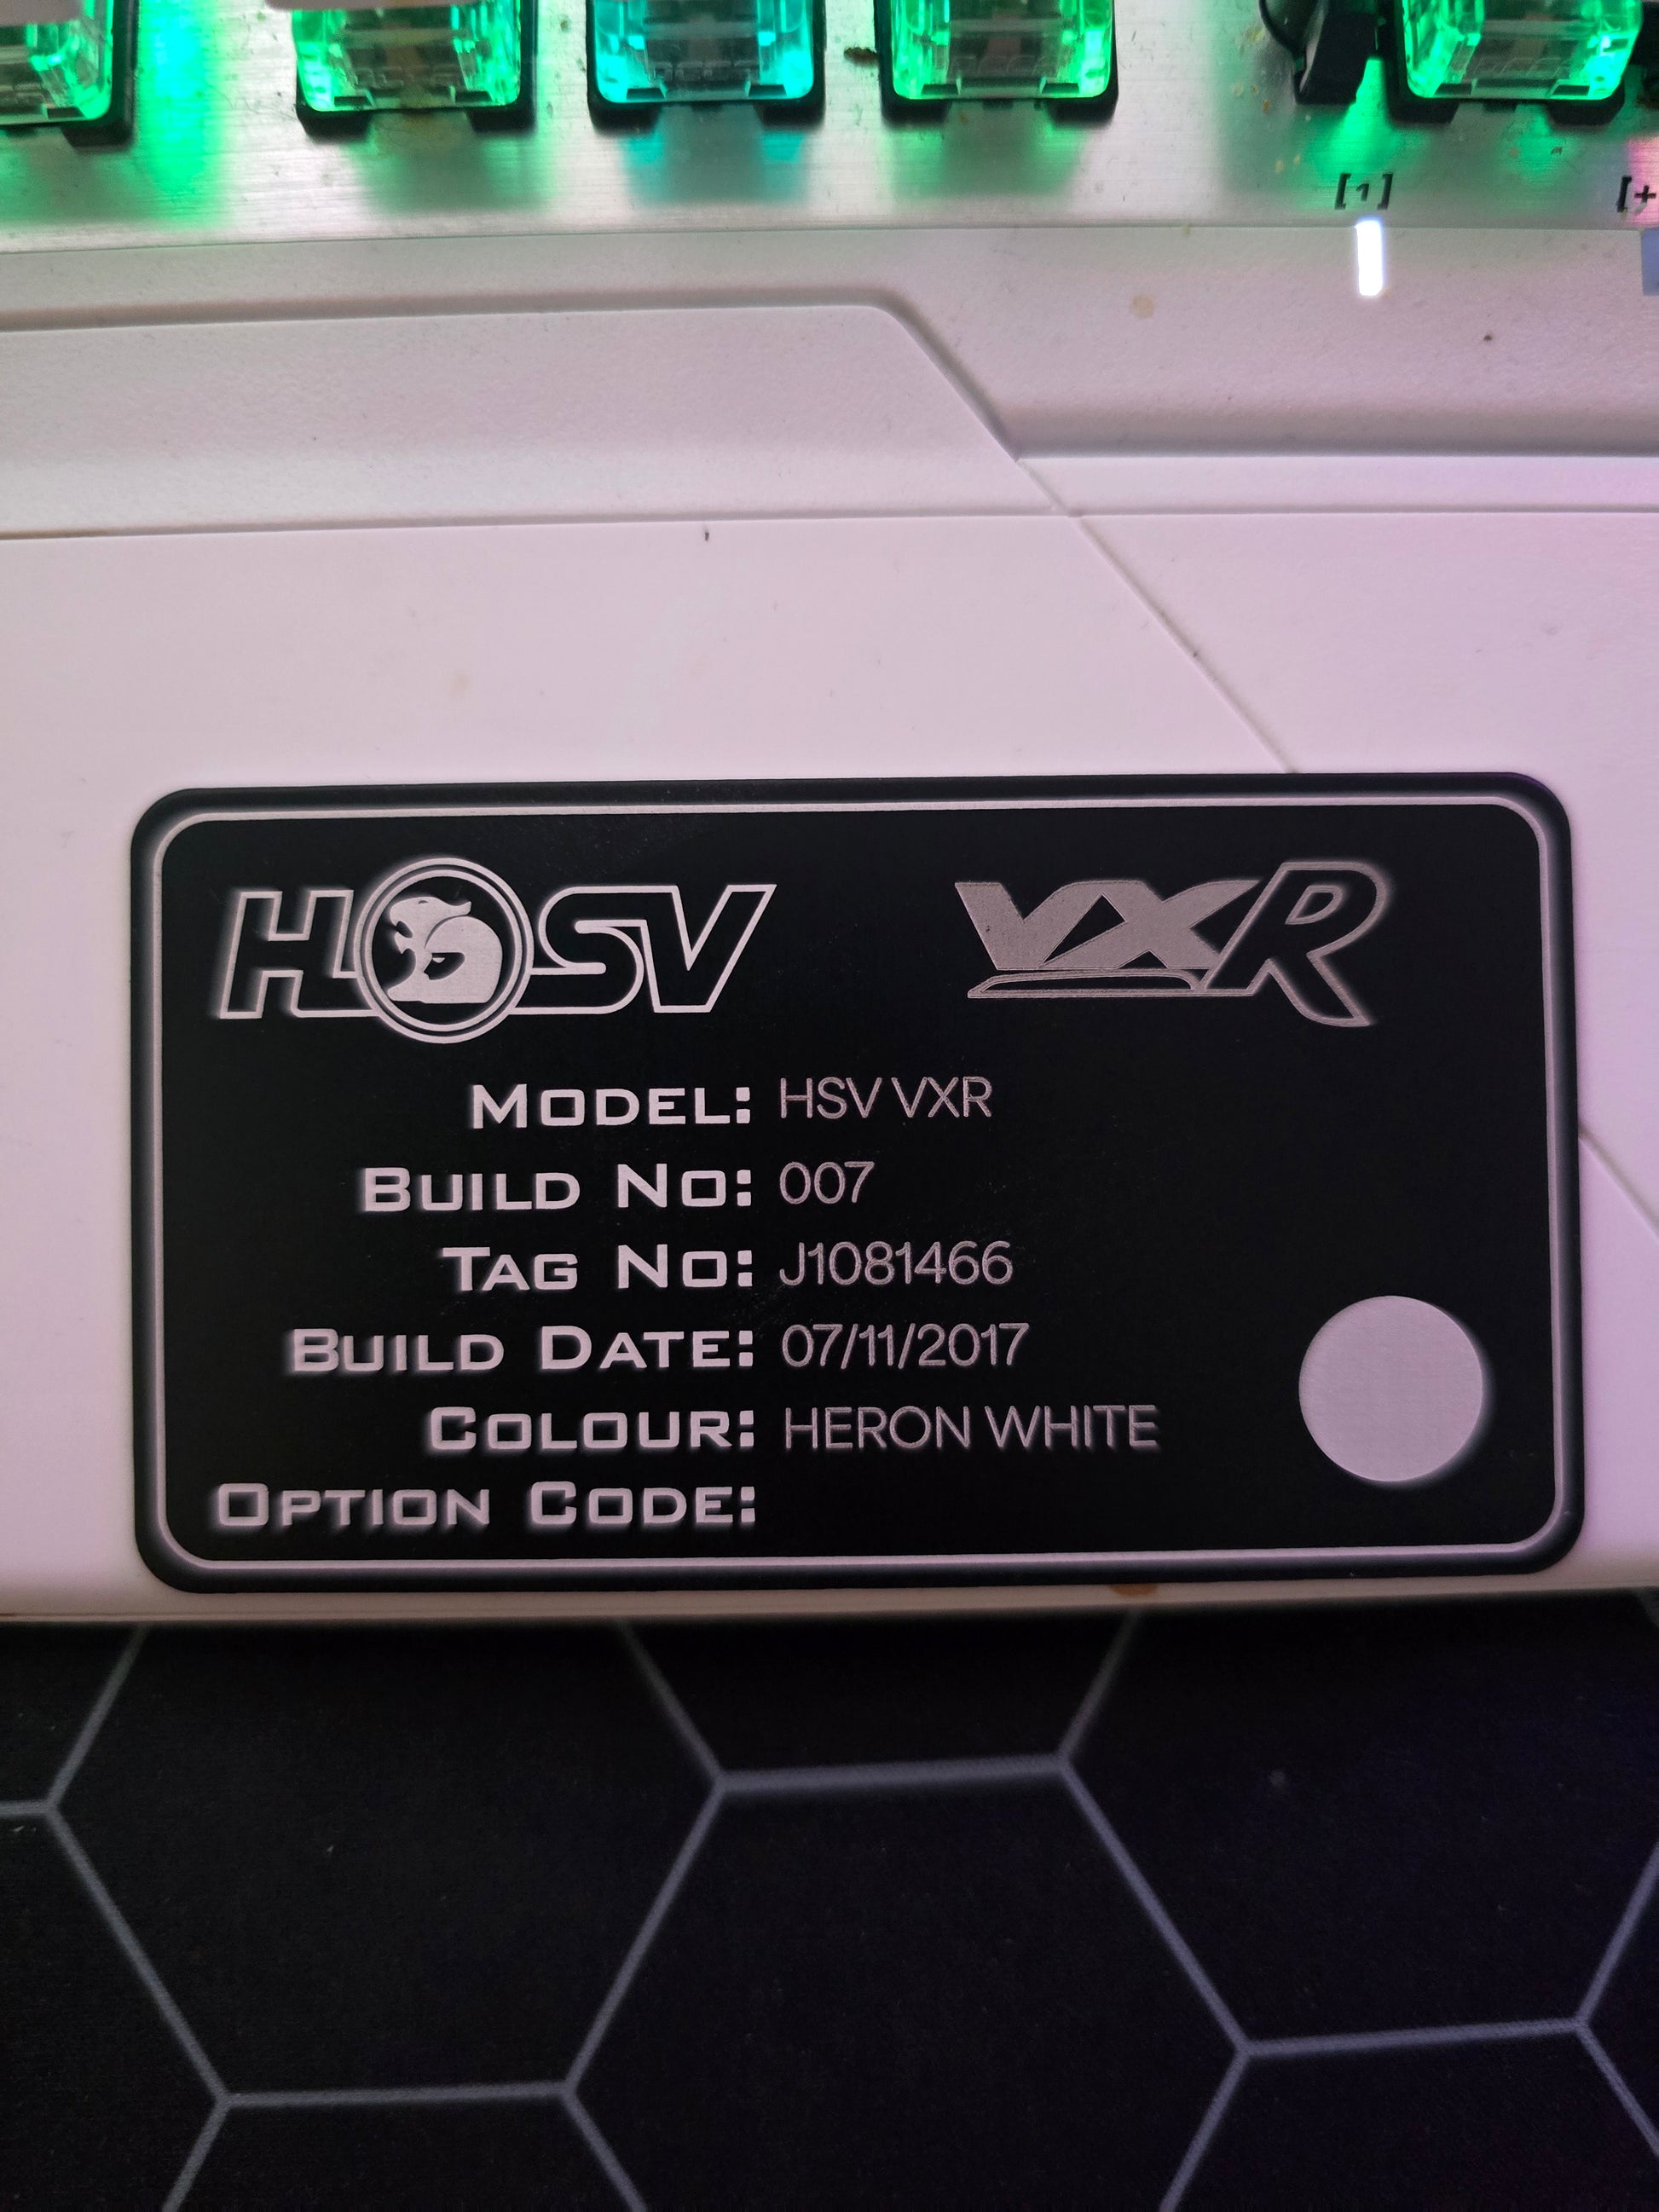 [1]
[+
HSV VXR
MODEL: HSV VXR
BUILD NO: 007
TAG NO: J1081466
BUILD DATE: 07/11/2017
COLOUR: HERON WHITE
OPTION CODE: